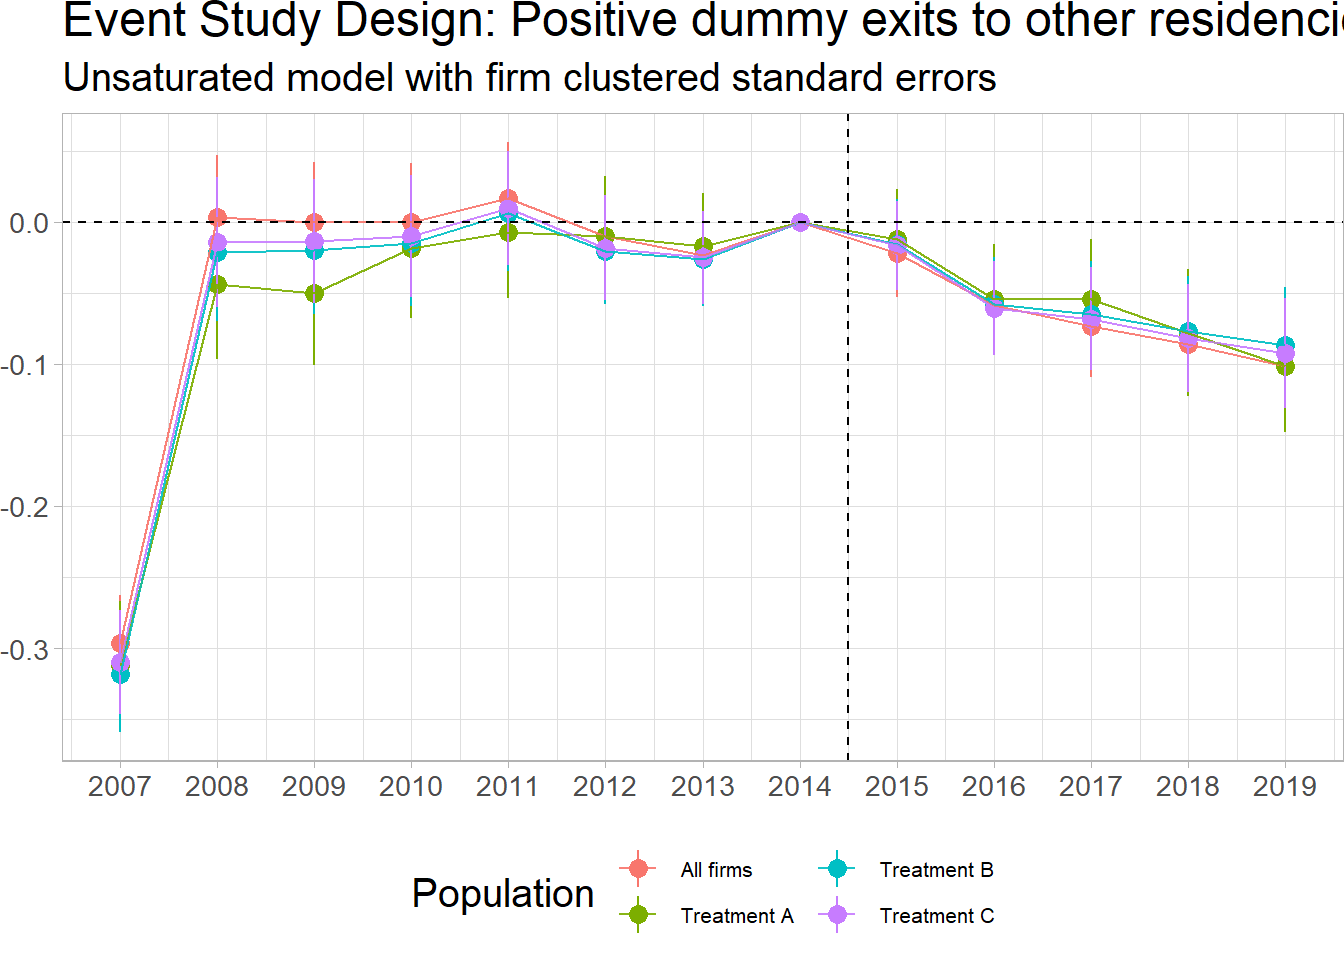 Event Study Design: Positive dummy exits to other
Unsaturated model with firm clustered standard errors
0.0
-0.1
-0.2
-0.3
2007 2008 2009 2010 2011 2012 2013 2014 2015 2016 2017 2018 2019
Population
All firms
Treatment A
Treatment B
Treatment C